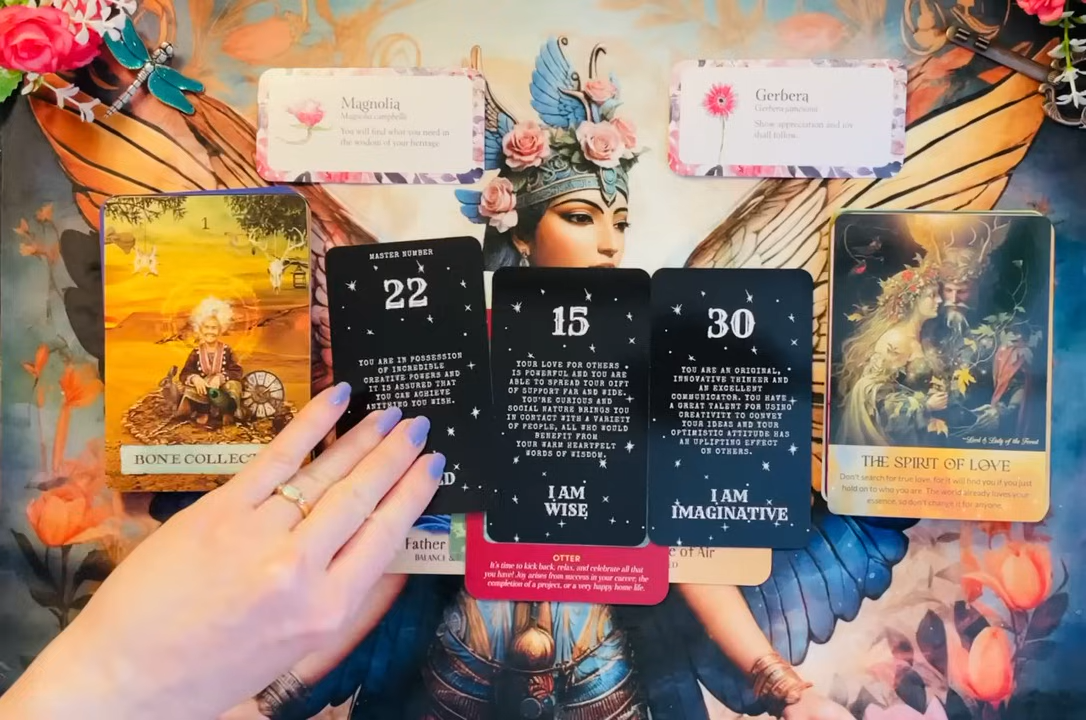 Magnolia
Magnolia campbellii
You will find what you need in
the wisdom of your heritage.
Gerbera
Gerbera jamesonii
Show appreciation and joy
shall follow.
1
BONE COLLECT
MASTER NUMBER
22
YOU ARE IN POSSESSION
OF INCREDIBLE
CREATIVE POWERS AND
IT IS ASSURED THAT
YOU CAN ACHIEVE
ANYTHING YOU WISH.
15
YOUR LOVE FOR OTHERS
IS POWERFUL AND YOU ARE
ABLE TO SPREAD YOUR GIFT
OF SUPPORT FAR AND WIDE.
YOU'RE CURIOUS AND
SOCIAL NATURE BRINGS YOU
IN CONTACT WITH A VARIETY
OF PEOPLE, ALL WHO WOULD
BENEFIT FROM
YOUR WARM HEARTFELT
WORDS OF WISDOM.
I AM
WISE
30
YOU ARE AN ORIGINAL,
INNOVATIVE THINKER AND
AN EXCELLENT
COMMUNICATOR. YOU HAVE
A GREAT TALENT FOR USING
CREATIVITY TO CONVEY
YOUR IDEAS AND YOUR
OPTIMISTIC ATTITUDE HAS
AN UPLIFTING EFFECT
ON OTHERS.
I AM
IMAGINATIVE
~Lord & Lady of the Forest
THE SPIRIT OF LOVE
Don't search for true love, for it will find you if you just
hold on to who you are. The world already loves your
essence, so don't change it for anyone.
Father
BALANCE &
OTTER
It's time to kick back, relax, and celebrate all that
you have! Joy arises from success in your career, the
completion of a project, or a very happy home life.
of Air